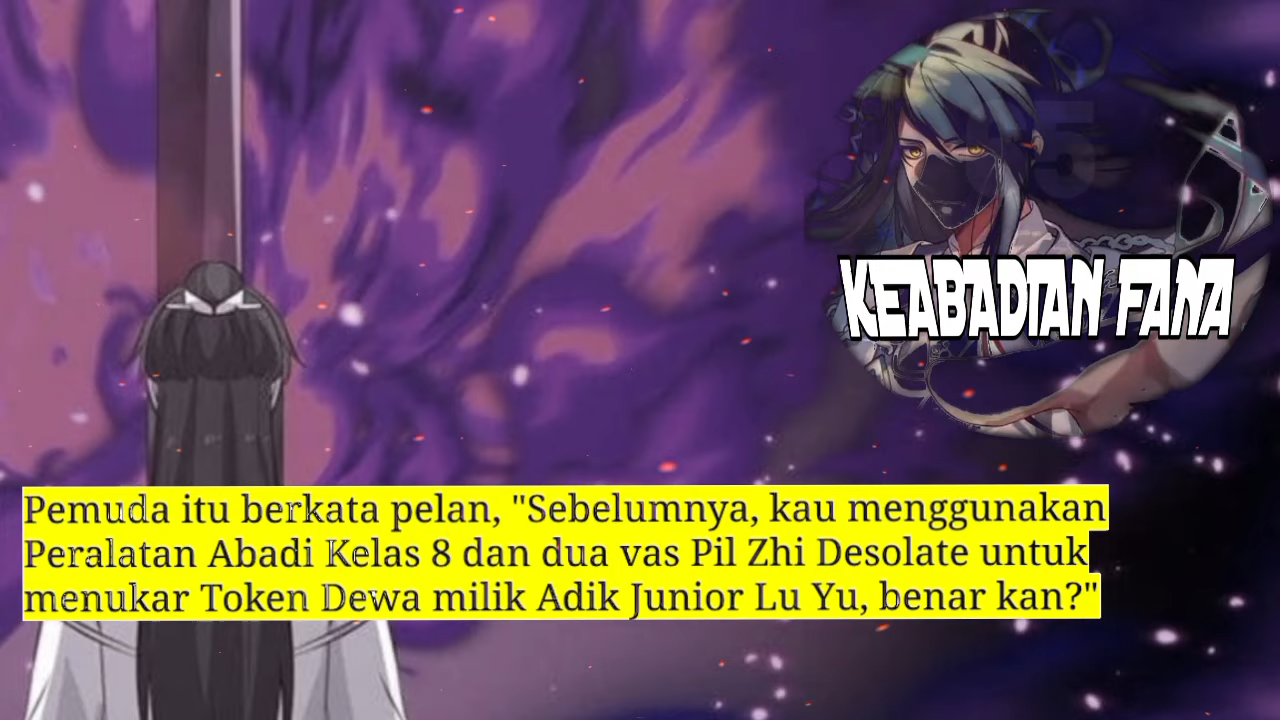 KEABADIAN FANA
Pemuda itu berkata pelan, "Sebelumnya, kau menggunakan
Peralatan Abadi Kelas 8 dan dua vas Pil Zhi Desolate untuk
menukar Token Dewa milik Adik Junior Lu Yu, benar kan?"